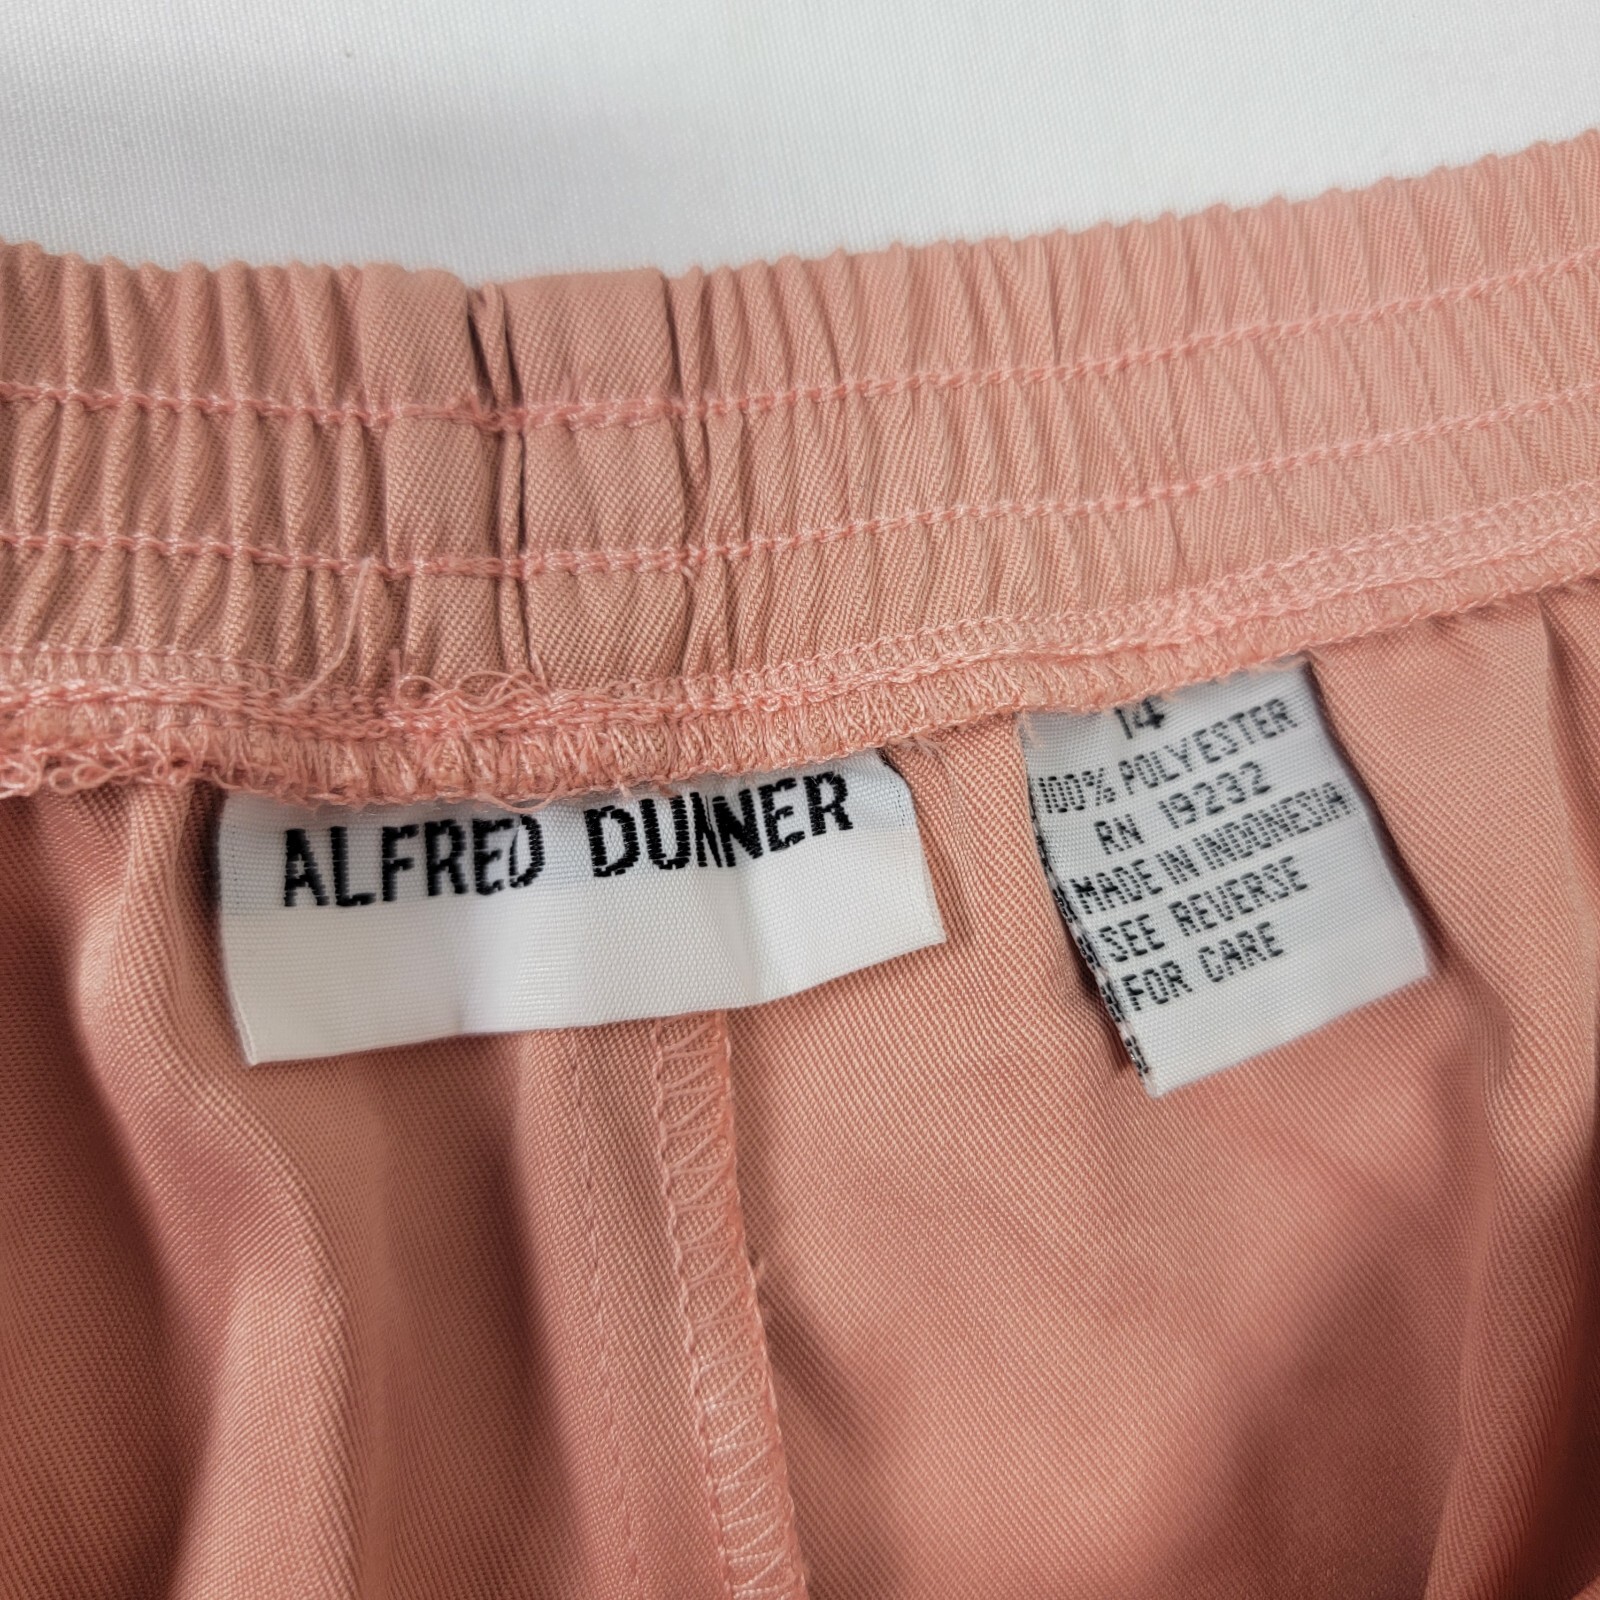 ALFRED DUNNER
14
100% POLYESTER
RN 19232
MADE IN INDONESIA
SEE REVERSE
FOR CARE